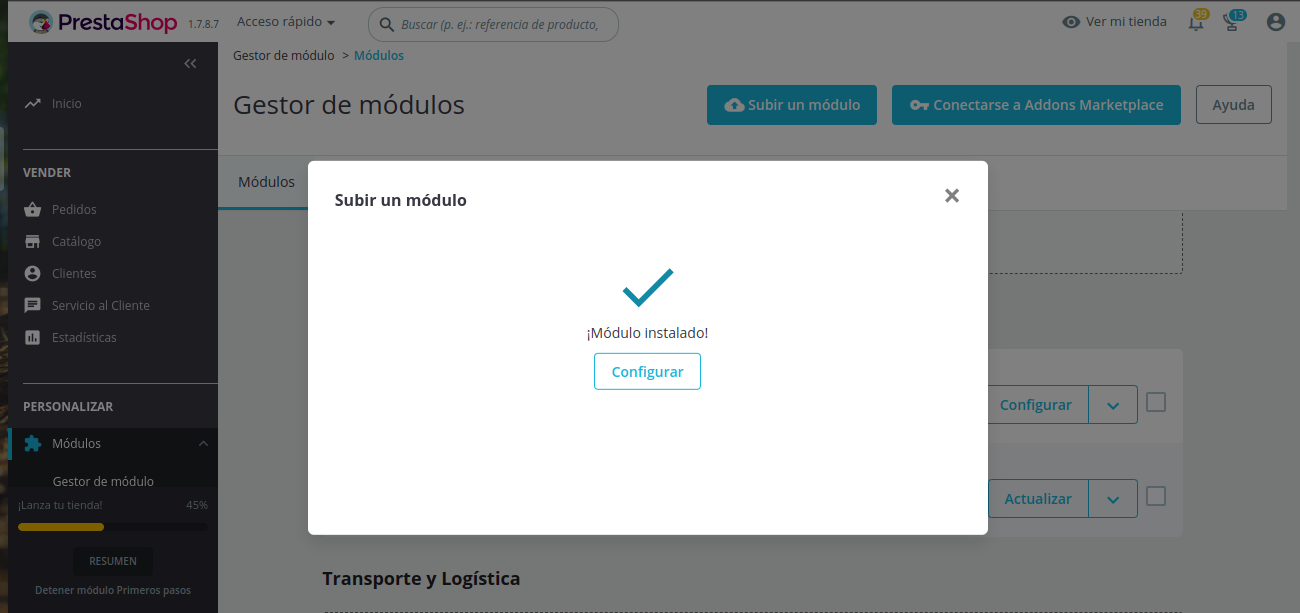 PrestaShop 1.7.8.7 Acceso rápido Buscar (p. ej.: referencia de producto, Ver mi tienda 39 13
Gestor de módulo > Módulos
Gestor de módulos
Subir un módulo
Conectarse a Addons Marketplace
Ayuda
Inicio
VENDER
Pedidos
Catálogo
Clientes
Servicio al Cliente
Estadísticas
PERSONALIZAR
Módulos
Gestor de módulo
¡Lanza tu tienda! 45%
RESUMEN
Detener módulo Primeros pasos
Módulos
Subir un módulo
¡Módulo instalado!
Configurar
Configurar
Actualizar
Transporte y Logística